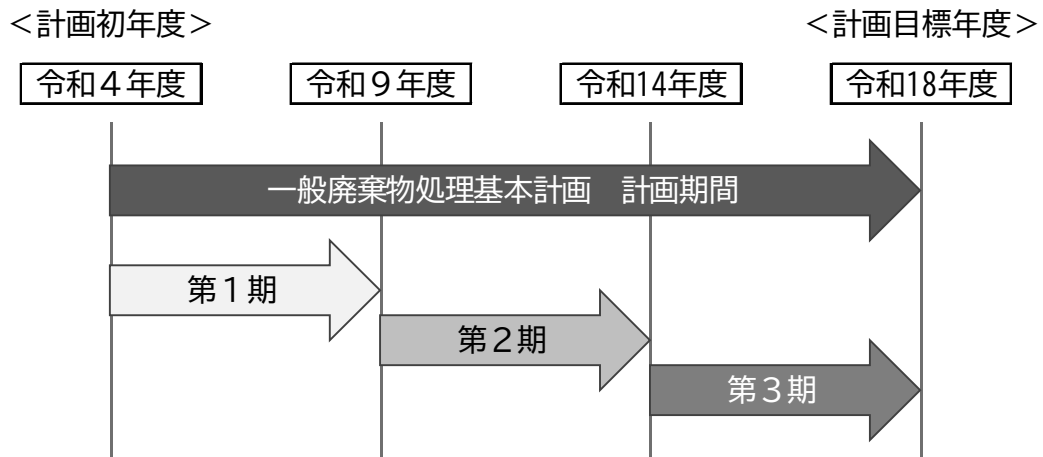 ＜計画初年度＞
＜計画目標年度＞
令和４年度
令和９年度
令和14年度
令和18年度
一般廃棄物処理基本計画　計画期間
第１期
第２期
第３期